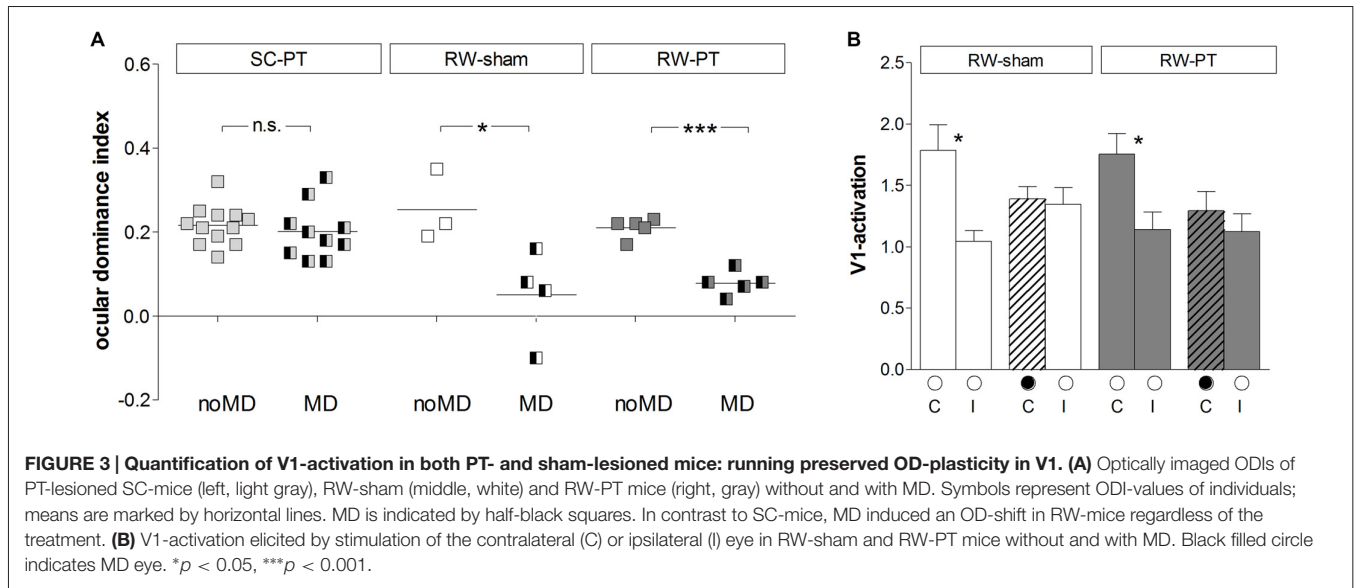 A
SC-PT
RW-sham
RW-PT
0.6
0.4
0.2
0.0
-0.2
ocular dominance index
n.s.
*
***
noMD MD noMD MD noMD MD
B
RW-sham
RW-PT
2.5
2.0
1.5
1.0
0.5
0.0
V1-activation
*
*
C I C I C I C I
FIGURE 3 | Quantification of V1-activation in both PT- and sham-lesioned mice: running preserved OD-plasticity in V1. (A) Optically imaged ODIs of
PT-lesioned SC-mice (left, light gray), RW-sham (middle, white) and RW-PT mice (right, gray) without and with MD. Symbols represent ODI-values of individuals;
means are marked by horizontal lines. MD is indicated by half-black squares. In contrast to SC-mice, MD induced an OD-shift in RW-mice regardless of the
treatment. (B) V1-activation elicited by stimulation of the contralateral (C) or ipsilateral (I) eye in RW-sham and RW-PT mice without and with MD. Black filled circle
indicates MD eye. *p < 0.05, ***p < 0.001.